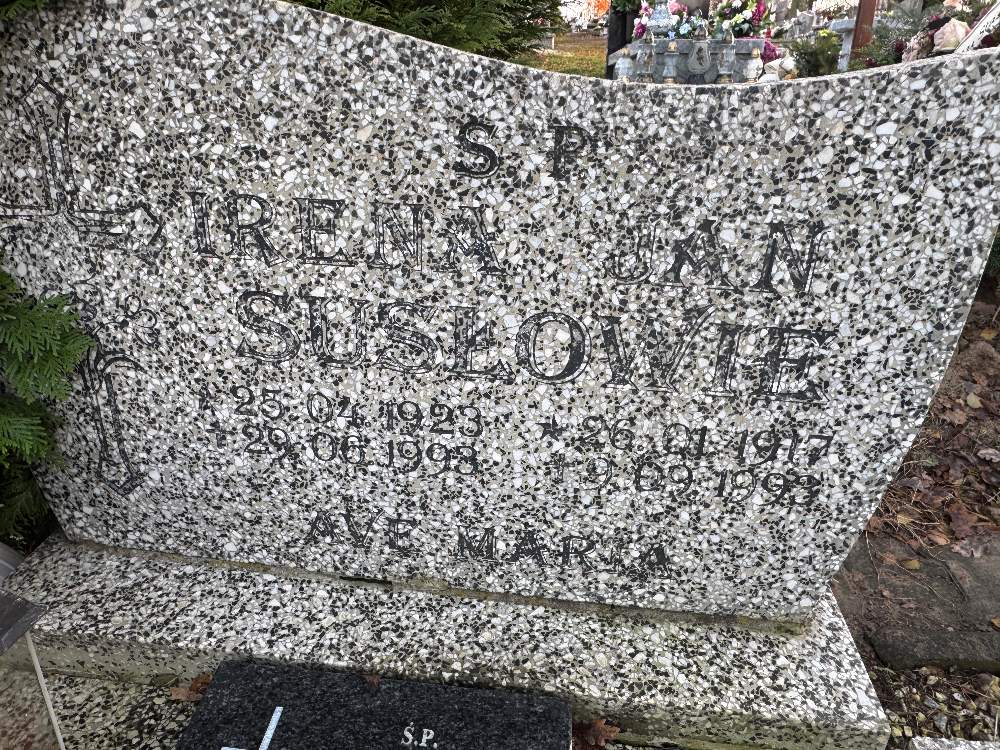 Ś P
IRENA JAN
SUSŁOWIE
* 25 04 1923 * 26 01 1917
† 29 06 1993 † 9 09 1993
AVE MARIA
Ś.P.